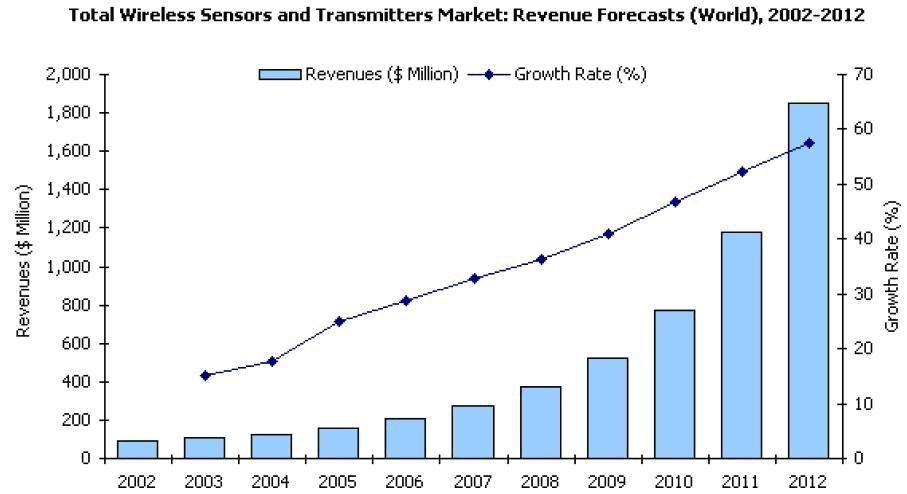 Total Wireless Sensors and Transmitters Market: Revenue Forecasts (World), 2002-2012
Revenues ($ Million) Growth Rate (%)
2,000 70
1,800 60
1,600
1,400 50
1,200 40
1,000
800 30
600 20
400
200 10
0 0
Revenues ($ Million)
Growth Rate (%)
2002 2003 2004 2005 2006 2007 2008 2009 2010 2011 2012